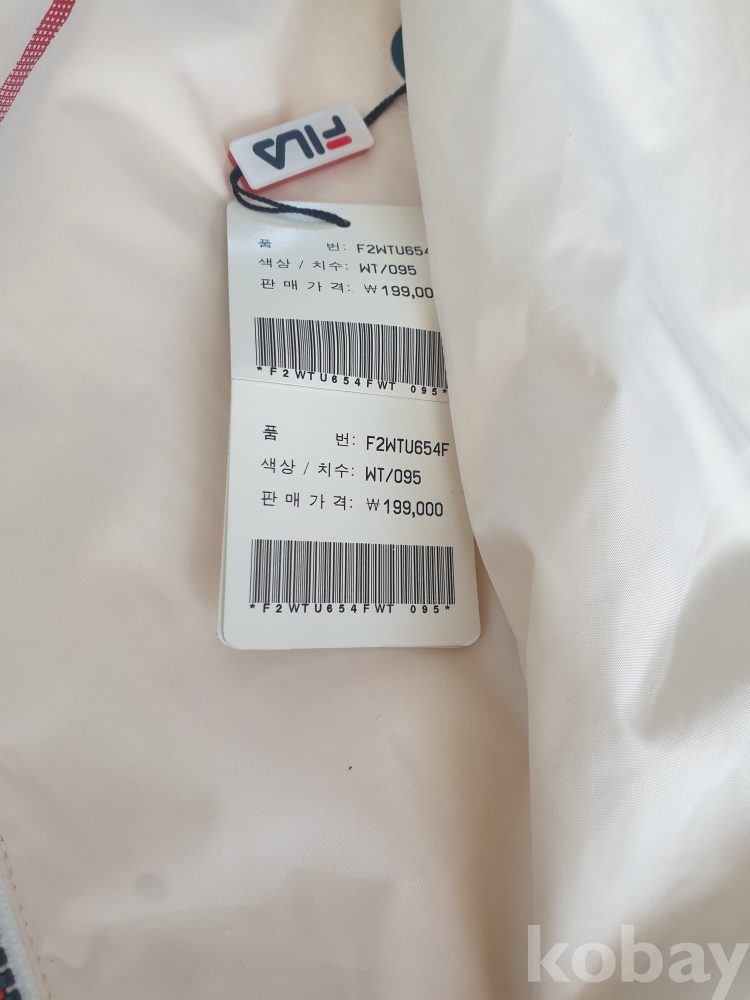 FILA
품 번: F2WTU654
색상 / 치수: WT/095
판 매 가 격: ₩199,00
*F2WTU654FWT 095*
품 번: F2WTU654F
색상 / 치수: WT/095
판 매 가 격: ₩199,000
*F2WTU654FWT 095*
kobay